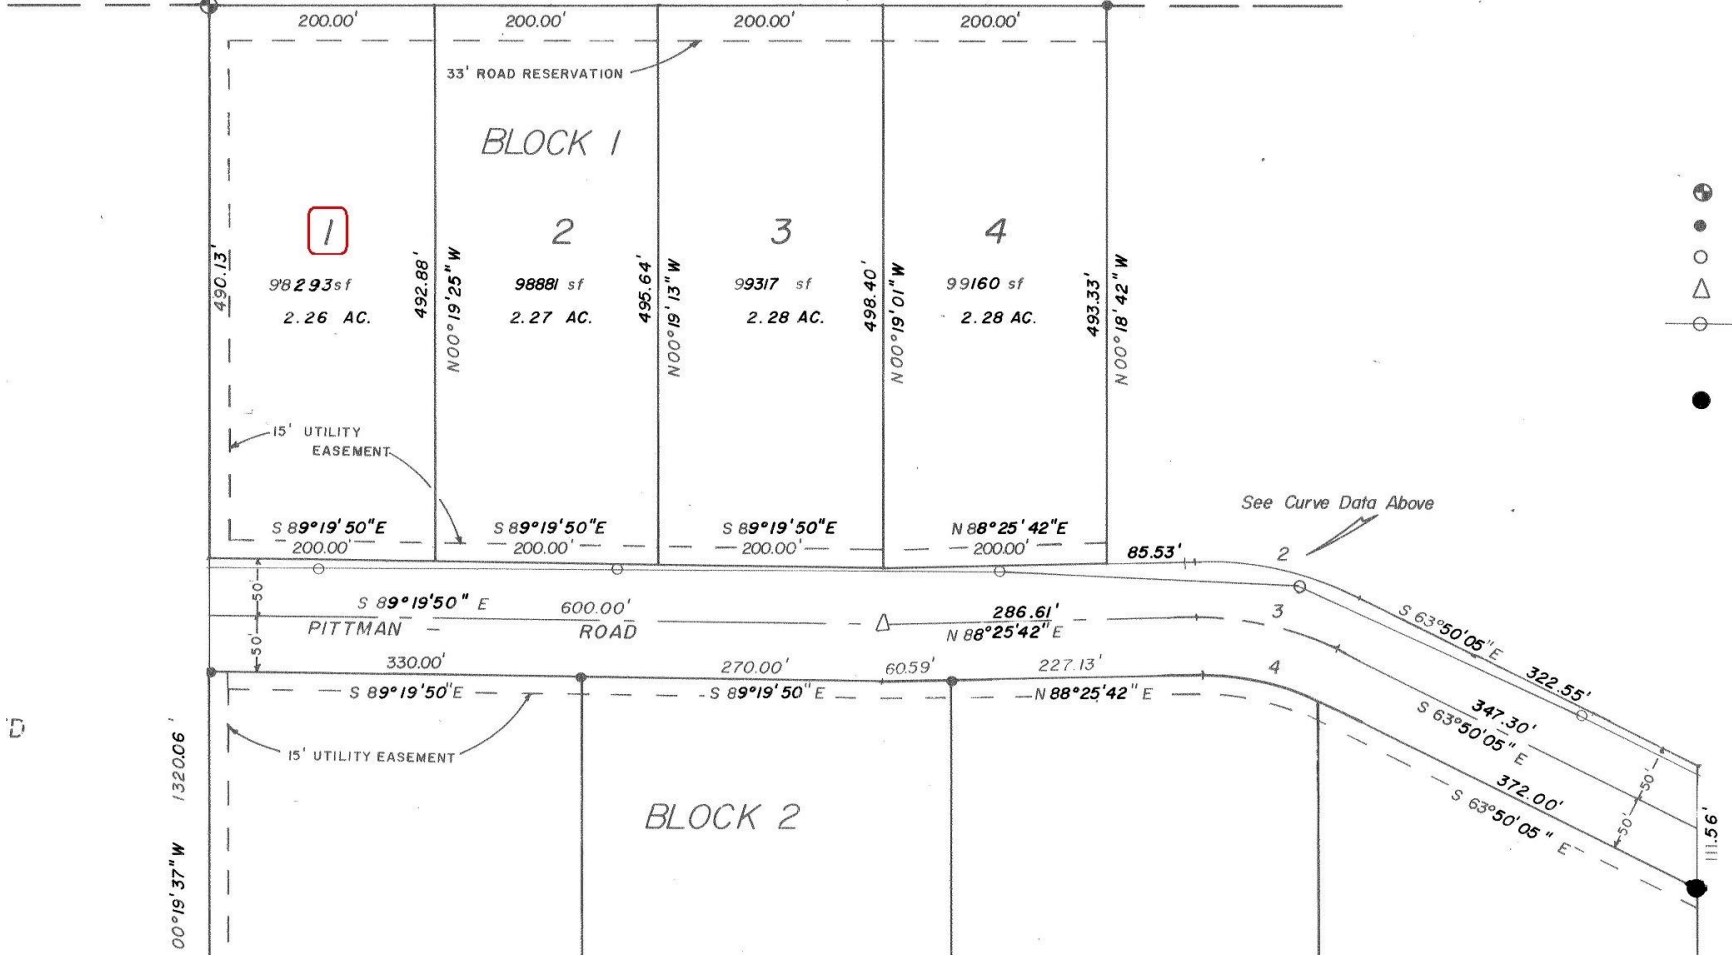 200.00' 200.00' 200.00' 200.00'
33' ROAD RESERVATION
BLOCK 1
1 2 3 4
98293sf 98881 sf 99317 sf 99160 sf
2.26 AC. 2.27 AC. 2.28 AC. 2.28 AC.
490.13'
492.88'
N00°19'25"W
495.64'
N00°19'13"W
498.40'
N00°19'01"W
493.33'
N00°18'42"W
15' UTILITY
EASEMENT
See Curve Data Above
S 89°19'50"E S 89°19'50"E S 89°19'50"E N 88°25'42"E
200.00' 200.00' 200.00' 200.00' 85.53' 2
50'
50'
S 89°19'50" E 600.00' 286.61' 3
PITTMAN ROAD N 88°25'42" E
S 63°50'05"E
322.55'
330.00' 270.00' 60.59' 227.13' 4
S 89°19'50"E S 89°19'50"E N 88°25'42"E
347.30'
S 63°50'05" E
372.00'
S 63°50'05" E
50'
50'
111.56'
'D
15' UTILITY EASEMENT
1320.06'
00°19'37"W
BLOCK 2